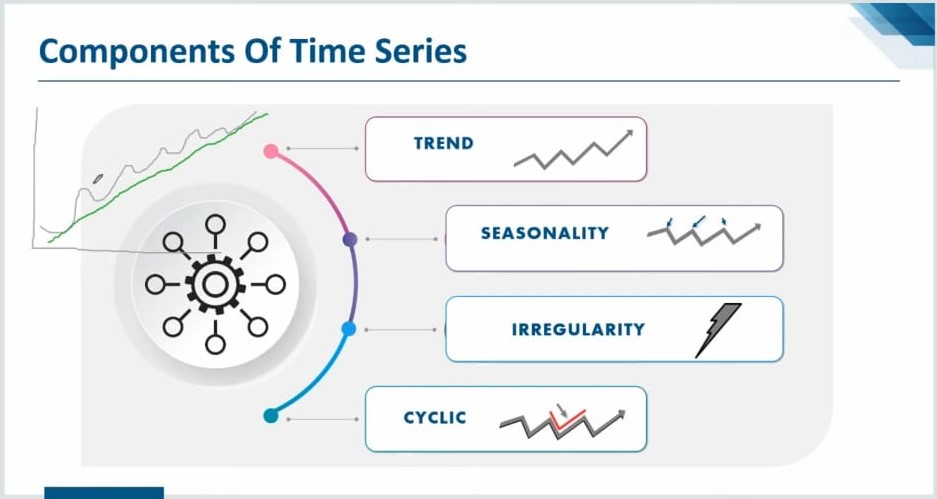 Components Of Time Series
TREND
SEASONALITY
IRREGULARITY
CYCLIC